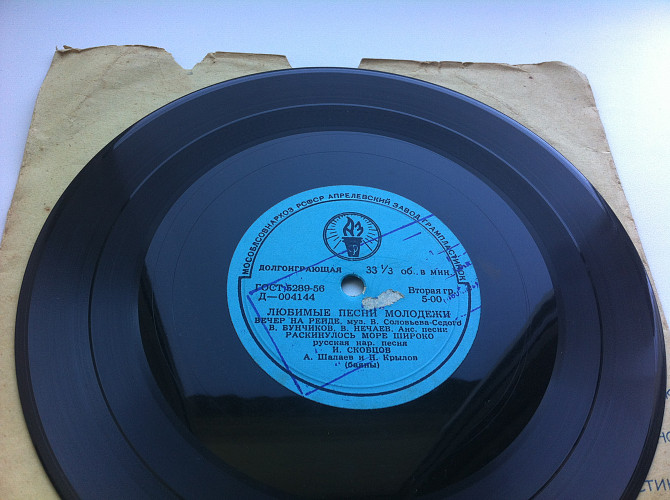 МОСОБЛСОВНАРХОЗ РСФСР АПРЕЛЕВСКИЙ ЗАВОД ГРАМПЛАСТИНОК
АЗ
ДОЛГОИГРАЮЩАЯ 33 1/3 об. в мин.
ГОСТ 5289-56 Вторая гр.
Д—004144 5-00
ЛЮБИМЫЕ ПЕСНИ МОЛОДЕЖИ
ВЕЧЕР НА РЕЙДЕ, муз. В. Соловьева-Седого
В. БУНЧИКОВ, В. НЕЧАЕВ, Анс. песни
РАСКИНУЛОСЬ МОРЕ ШИРОКО
русская нар. песня
И. СКОБЦОВ
А. Шалаев и Н. Крылов
(баяны)